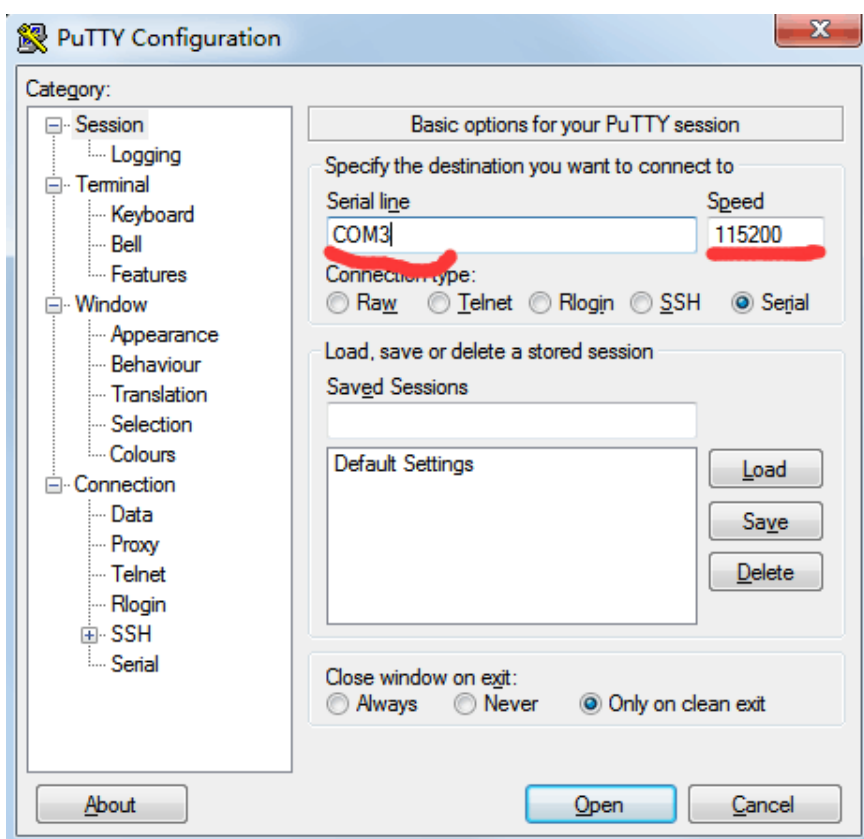 PuTTY Configuration
X
Category:
Session
Logging
Terminal
Keyboard
Bell
Features
Window
Appearance
Behaviour
Translation
Selection
Colours
Connection
Data
Proxy
Telnet
Rlogin
SSH
Serial
Basic options for your PuTTY session
Specify the destination you want to connect to
Serial line Speed
COM3 115200
Connection type:
Raw Telnet Rlogin SSH Serial
Load, save or delete a stored session
Saved Sessions
Default Settings
Load
Save
Delete
Close window on exit:
Always Never Only on clean exit
About Open Cancel